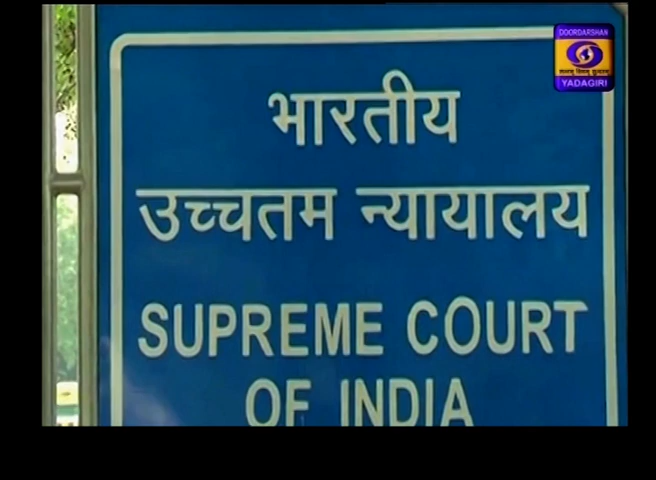 DOORDARSHAN
YADAGIRI
भारतीय
उच्चतम न्यायालय
SUPREME COURT
OF INDIA